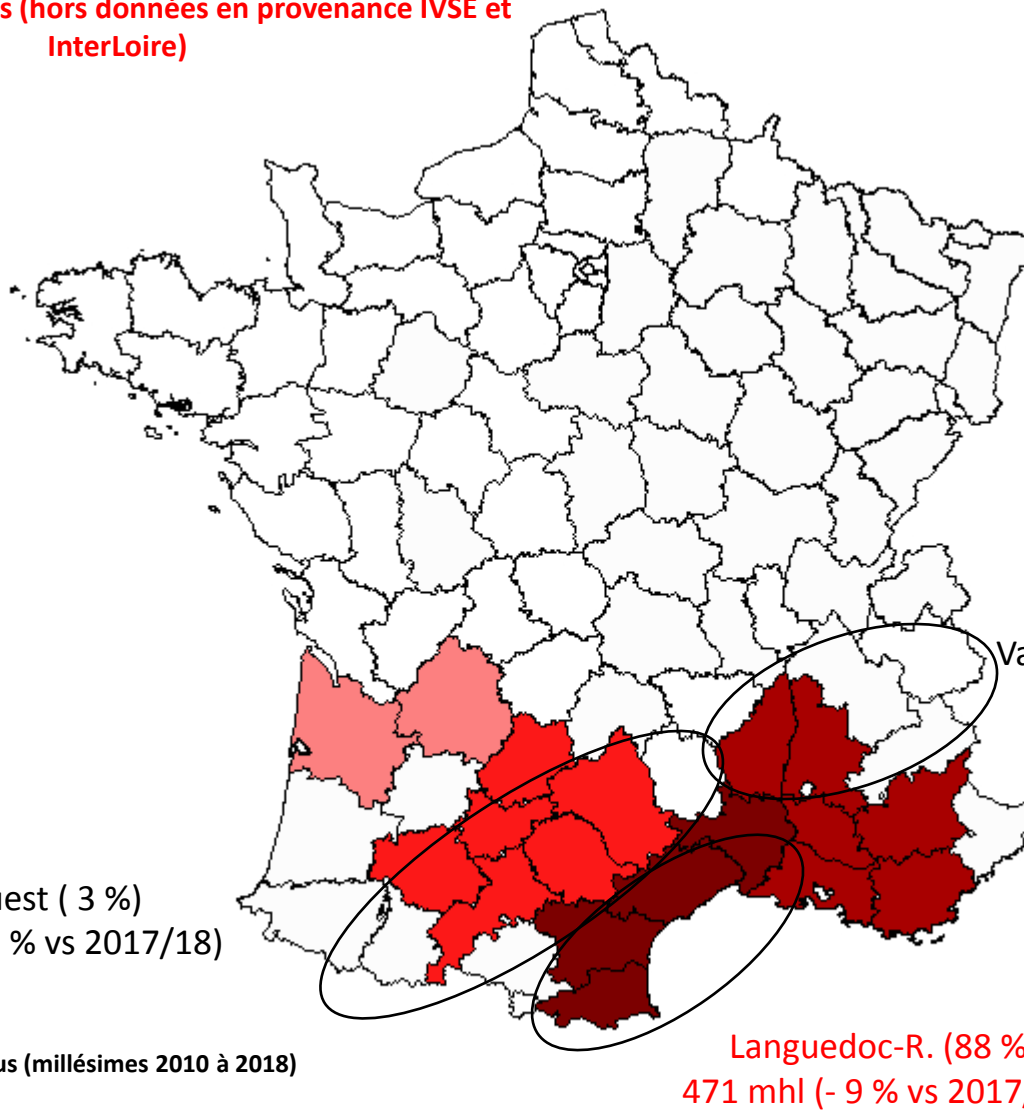 s (hors données en provenance IVSE et
InterLoire)
Va
uest ( 3 %)
% vs 2017/18)
us (millésimes 2010 à 2018)
Languedoc-R. (88 %
471 mhl (- 9 % vs 2017/